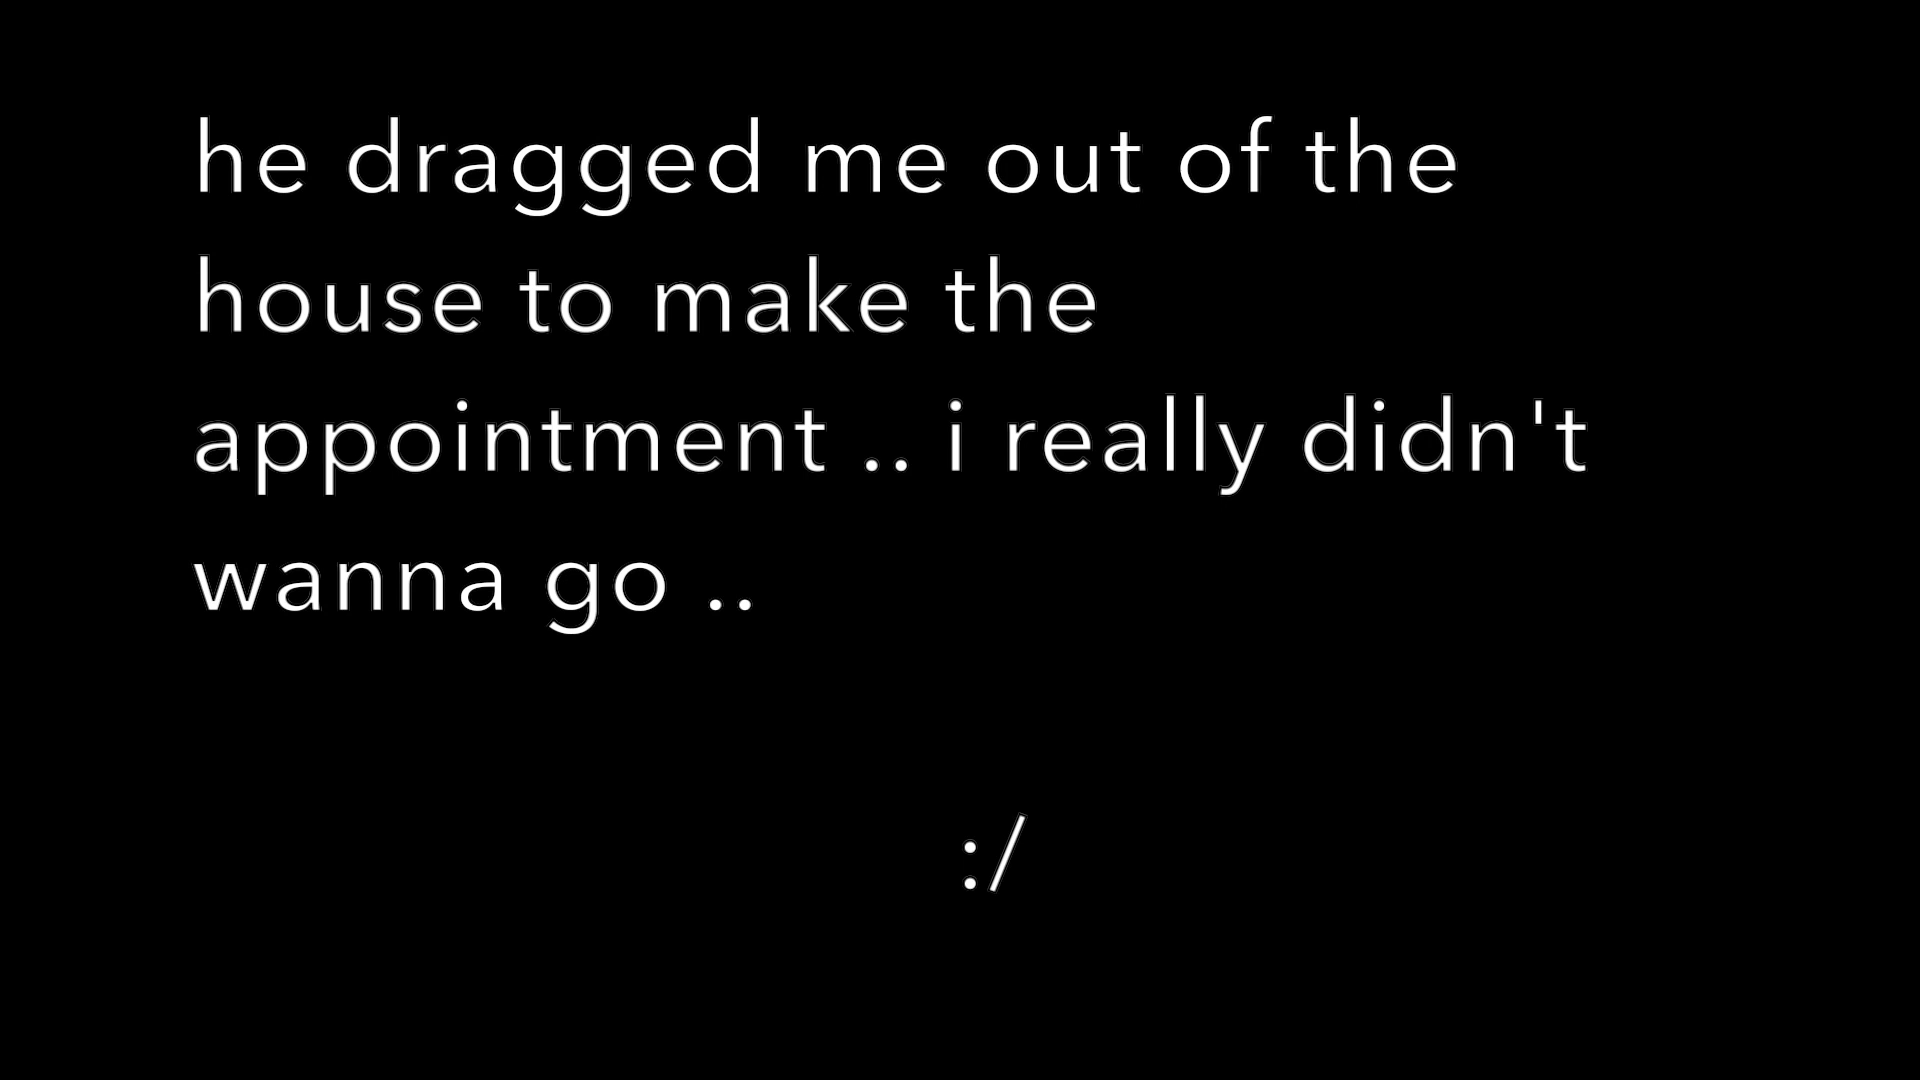 he dragged me out of the
house to make the
appointment .. i really didn't
wanna go ..
:/